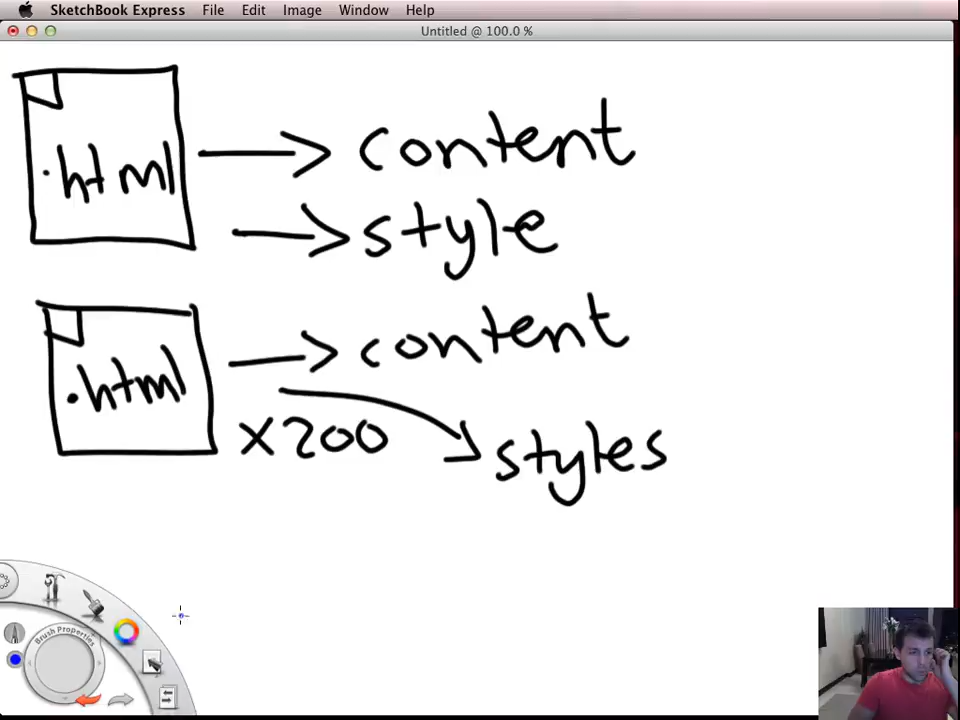 SketchBook Express File Edit Image Window Help
Untitled @ 100.0 %
.html content
style
.html content
x200
styles
Brush Properties